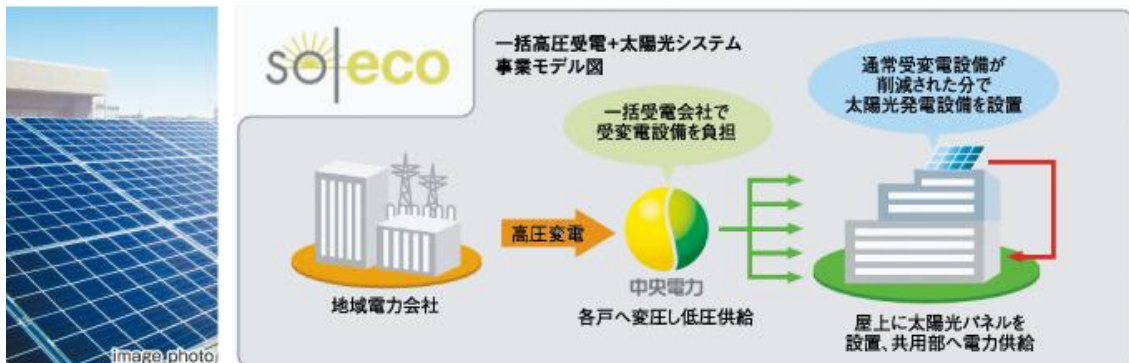 image photo
soleco
一括高圧受電+太陽光システム
事業モデル図
一括受電会社で
受変電設備を負担
通常受変電設備が
削減された分で
太陽光発電設備を設置
高圧変電
地域電力会社
中央電力
各戸へ変圧し低圧供給
屋上に太陽光パネルを
設置、共用部へ電力供給